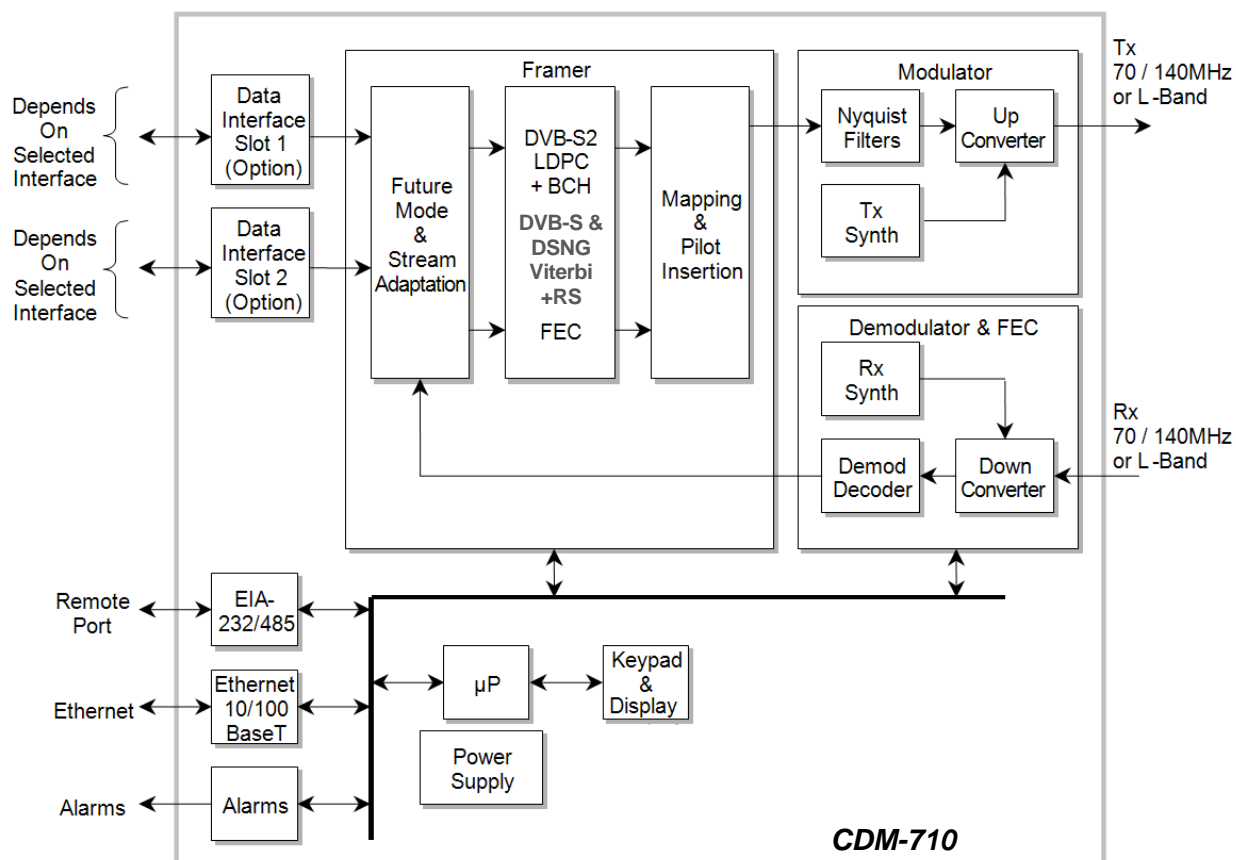 Depends
On
Selected
Interface
Data
Interface
Slot 1
(Option)
Depends
On
Selected
Interface
Data
Interface
Slot 2
(Option)
Framer
Future
Mode
&
Stream
Adaptation
DVB-S2
LDPC
+ BCH
DVB-S &
DSNG
Viterbi
+RS
FEC
Mapping
&
Pilot
Insertion
Modulator
Nyquist
Filters
Up
Converter
Tx
Synth
Tx
70 / 140MHz
or L-Band
Demodulator & FEC
Rx
Synth
Demod
Decoder
Down
Converter
Rx
70 / 140MHz
or L-Band
Remote
Port
EIA-
232/485
Ethernet
Ethernet
10/100
BaseT
Alarms
Alarms
µP
Keypad
&
Display
Power
Supply
CDM-710